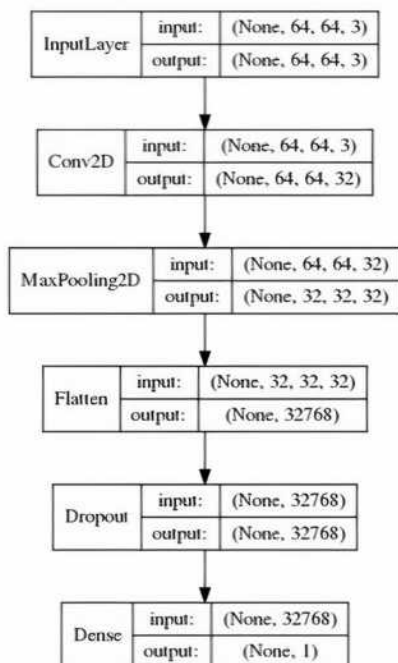 InputLayer input: (None, 64, 64, 3)
output: (None, 64, 64, 3)
Conv2D input: (None, 64, 64, 3)
output: (None, 64, 64, 32)
MaxPooling2D input: (None, 64, 64, 32)
output: (None, 32, 32, 32)
Flatten input: (None, 32, 32, 32)
output: (None, 32768)
Dropout input: (None, 32768)
output: (None, 32768)
Dense input: (None, 32768)
output: (None, 1)